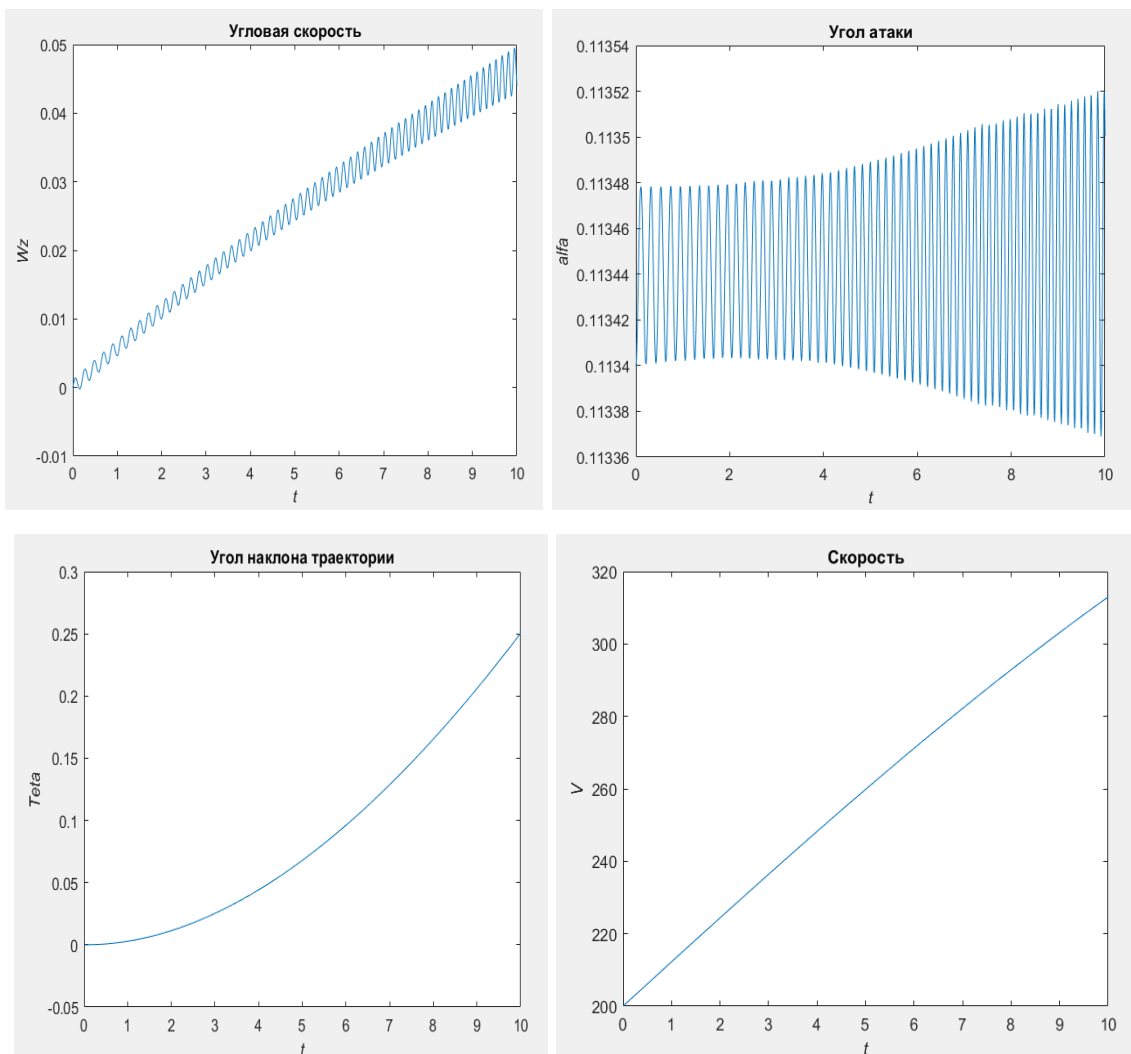 Угловая скорость
0.05
0.04
0.03
0.02
0.01
0
-0.01
Wz
0 1 2 3 4 5 6 7 8 9 10
t
Угол атаки
0.11354
0.11352
0.1135
0.11348
0.11346
0.11344
0.11342
0.1134
0.11338
0.11336
alfa
0 2 4 6 8 10
t
Угол наклона траектории
0.3
0.25
0.2
0.15
0.1
0.05
0
-0.05
Teta
0 1 2 3 4 5 6 7 8 9 10
t
Скорость
320
300
280
260
240
220
200
V
0 1 2 3 4 5 6 7 8 9 10
t